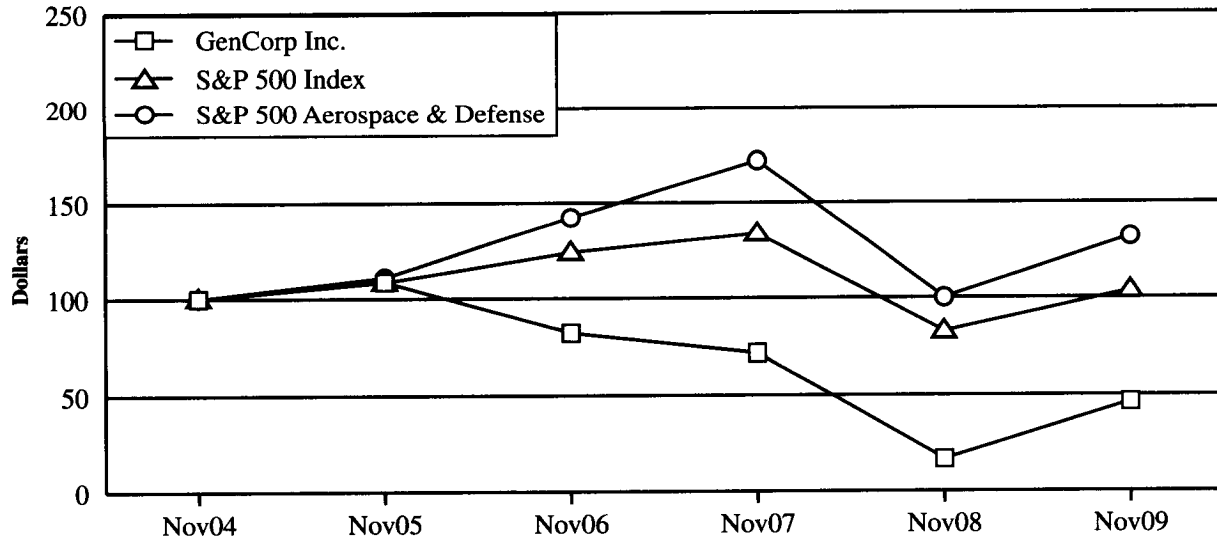 250
200
150
100
50
0
Dollars
GenCorp Inc.
S&P 500 Index
S&P 500 Aerospace & Defense
Nov04 Nov05 Nov06 Nov07 Nov08 Nov09